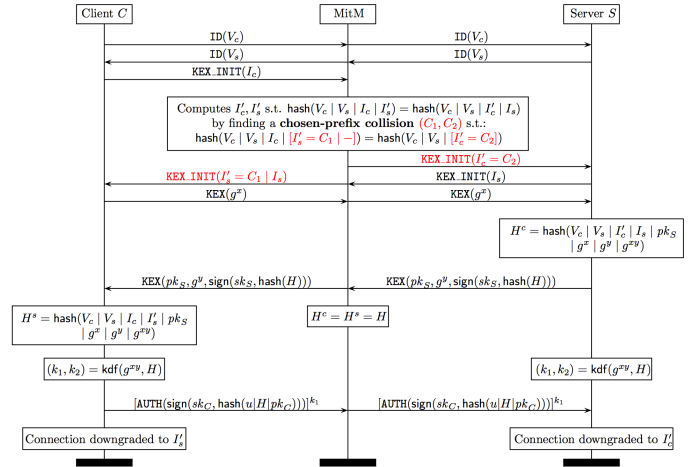 Client C
MitM
Server S
ID(V_c)
ID(V_c)
ID(V_s)
ID(V_s)
KEX_INIT(I_c)
Computes I'_c, I'_s s.t. hash(V_c | V_s | I_c | I'_s) = hash(V_c | V_s | I'_c | I_s)
by finding a chosen-prefix collision (C_1, C_2) s.t.:
hash(V_c | V_s | I_c | [I'_s = C_1 | −]) = hash(V_c | V_s | [I'_c = C_2])
KEX_INIT(I'_c = C_2)
KEX_INIT(I'_s = C_1 | I_s)
KEX_INIT(I_s)
KEX(g^x)
KEX(g^x)
H^c = hash(V_c | V_s | I'_c | I_s | pk_S
| g^x | g^y | g^{xy})
KEX(pk_S, g^y, sign(sk_S, hash(H)))
KEX(pk_S, g^y, sign(sk_S, hash(H)))
H^s = hash(V_c | V_s | I_c | I'_s | pk_S
| g^x | g^y | g^{xy})
H^c = H^s = H
(k_1, k_2) = kdf(g^{xy}, H)
(k_1, k_2) = kdf(g^{xy}, H)
[AUTH(sign(sk_C, hash(u|H|pk_C)))]^{k_1}
[AUTH(sign(sk_C, hash(u|H|pk_C)))]^{k_1}
Connection downgraded to I'_s
Connection downgraded to I'_c